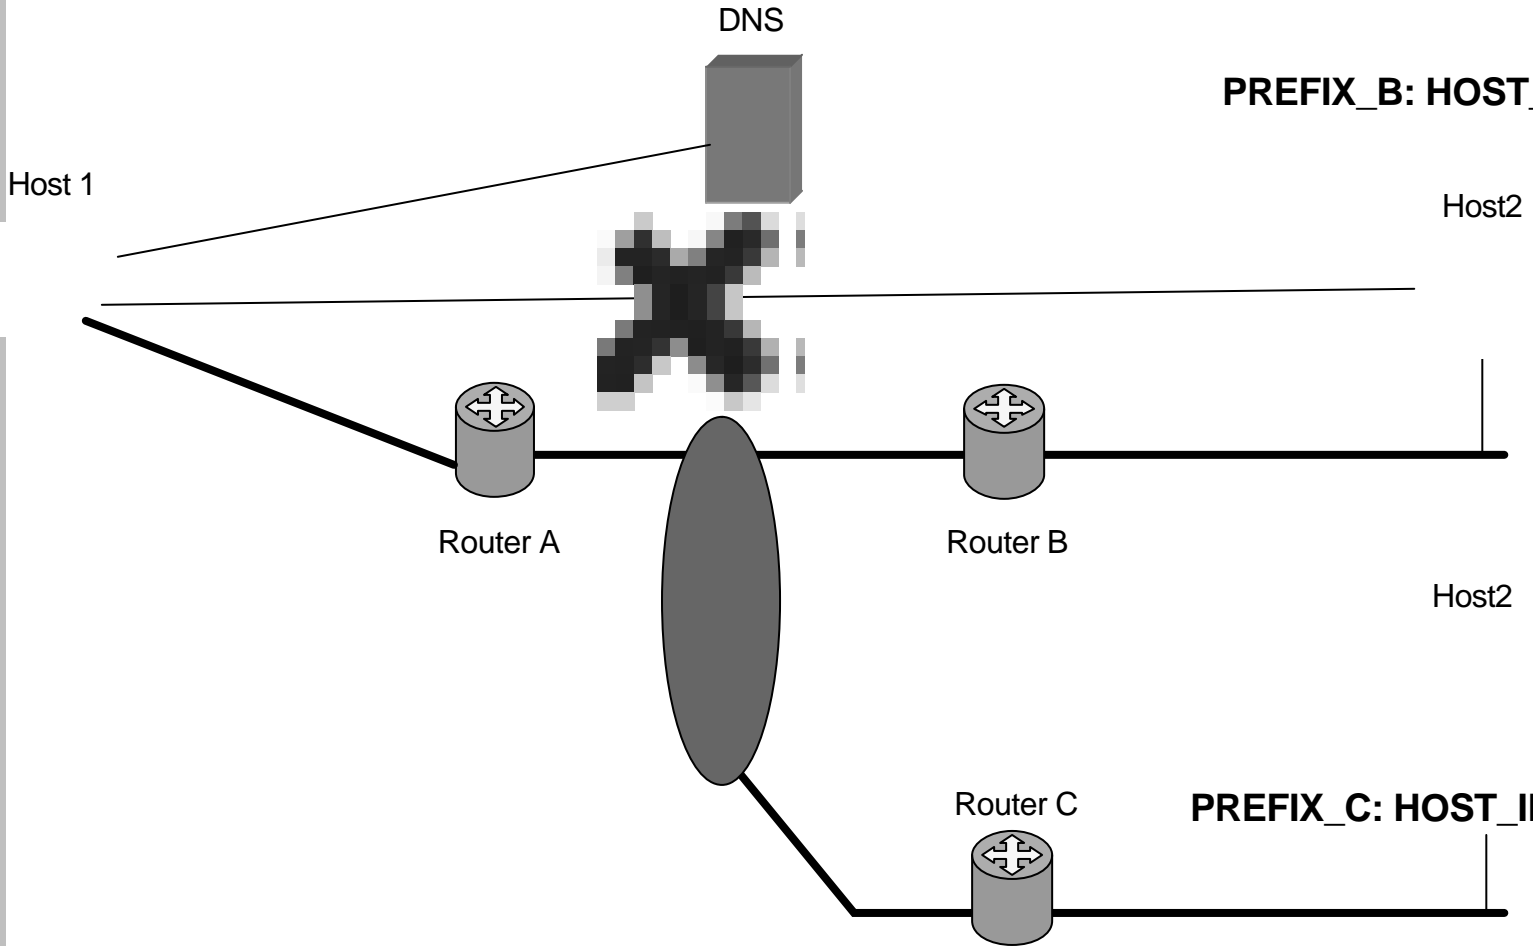 DNS
PREFIX_B: HOST_
Host 1
Host2
Router A
Router B
Host2
Router C
PREFIX_C: HOST_I